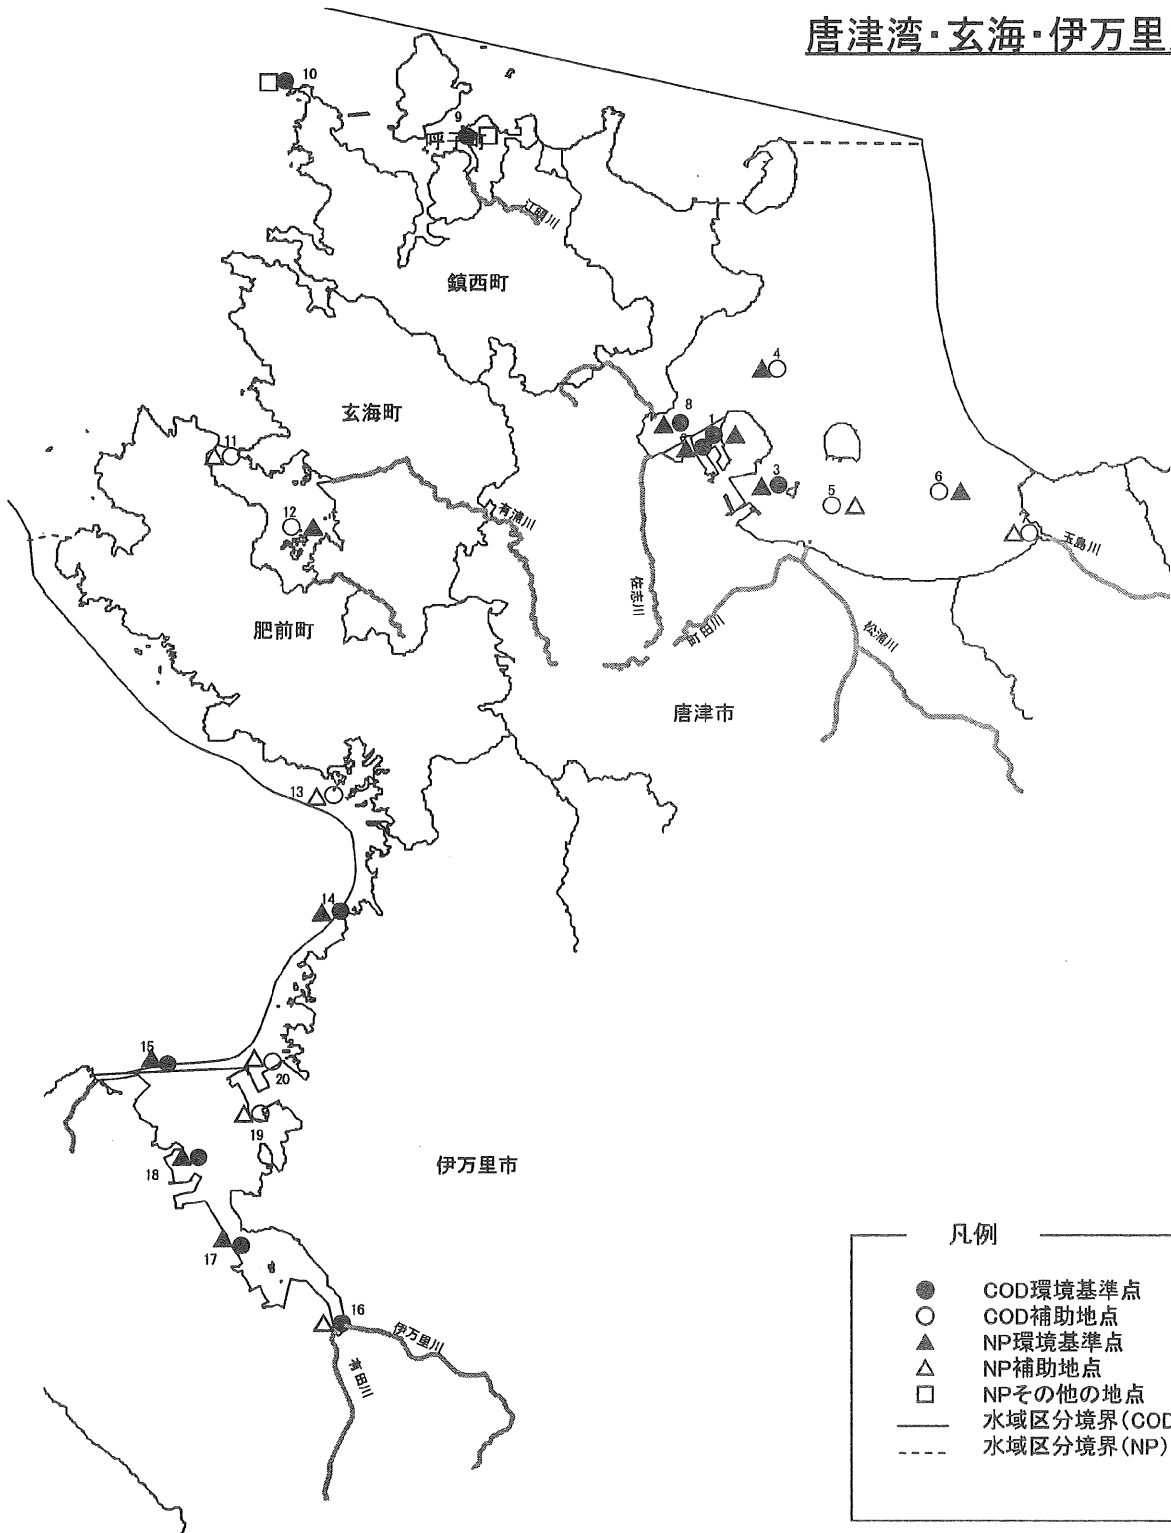 唐津湾・玄海・伊万里
10
9
江頭川
鎮西町
4
玄海町
8
1
11
3
6
5
有浦川
12
7
玉島川
佐志川
町田川
松浦川
肥前町
唐津市
13
14
15
20
19
伊万里市
18
17
16
伊万里川
有田川
凡例
COD環境基準点
COD補助地点
NP環境基準点
NP補助地点
NPその他の地点
水域区分境界(COD
水域区分境界(NP)